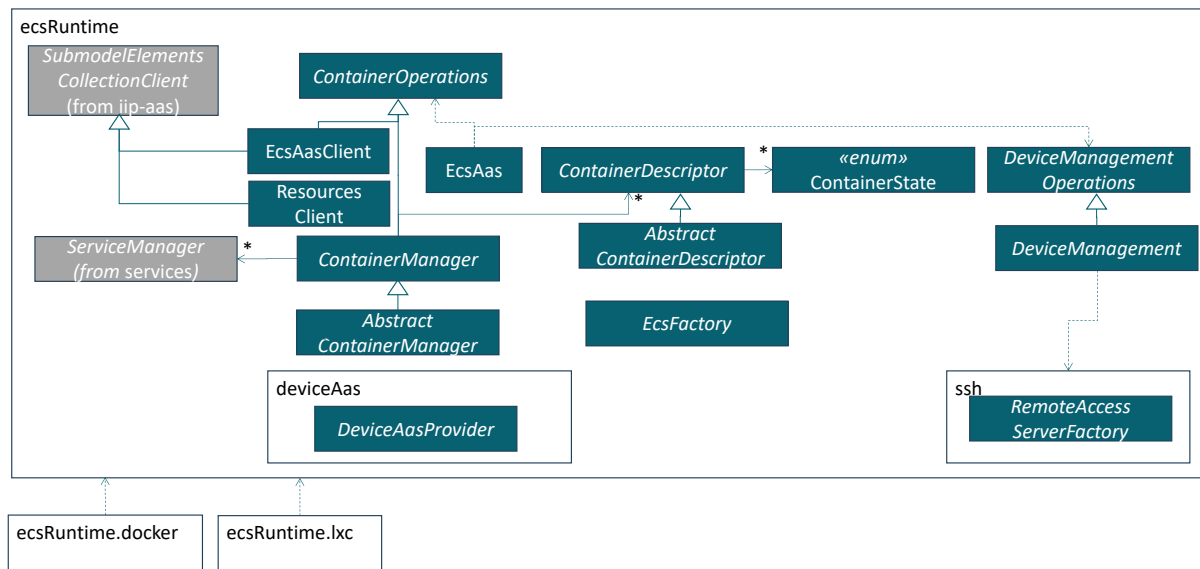 ecsRuntime
SubmodelElements
CollectionClient
(from iip-aas)
ContainerOperations
EcsAasClient
EcsAas
ContainerDescriptor
*
*
«enum»
ContainerState
DeviceManagement
Operations
Resources
Client
ServiceManager
(from services)
*
ContainerManager
Abstract
ContainerDescriptor
DeviceManagement
Abstract
ContainerManager
EcsFactory
deviceAas
DeviceAasProvider
ssh
RemoteAccess
ServerFactory
ecsRuntime.docker
ecsRuntime.lxc